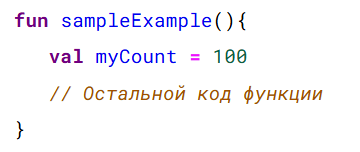 fun sampleExample(){
    val myCount = 100
    // Остальной код функции
}